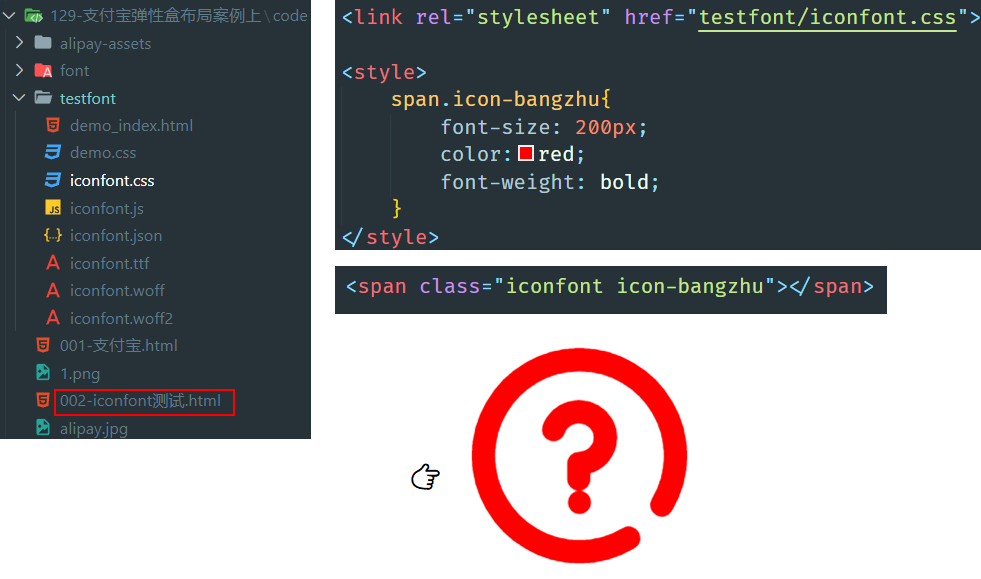 129-支付宝弹性盒布局案例上\code
alipay-assets
font
testfont
demo_index.html
demo.css
iconfont.css
iconfont.js
iconfont.json
iconfont.ttf
iconfont.woff
iconfont.woff2
001-支付宝.html
1.png
002-iconfont测试.html
alipay.jpg
<link rel="stylesheet" href="testfont/iconfont.css">
<style>
span.icon-bangzhu{
font-size: 200px;
color: red;
font-weight: bold;
}
</style>
<span class="iconfont icon-bangzhu"></span>
?